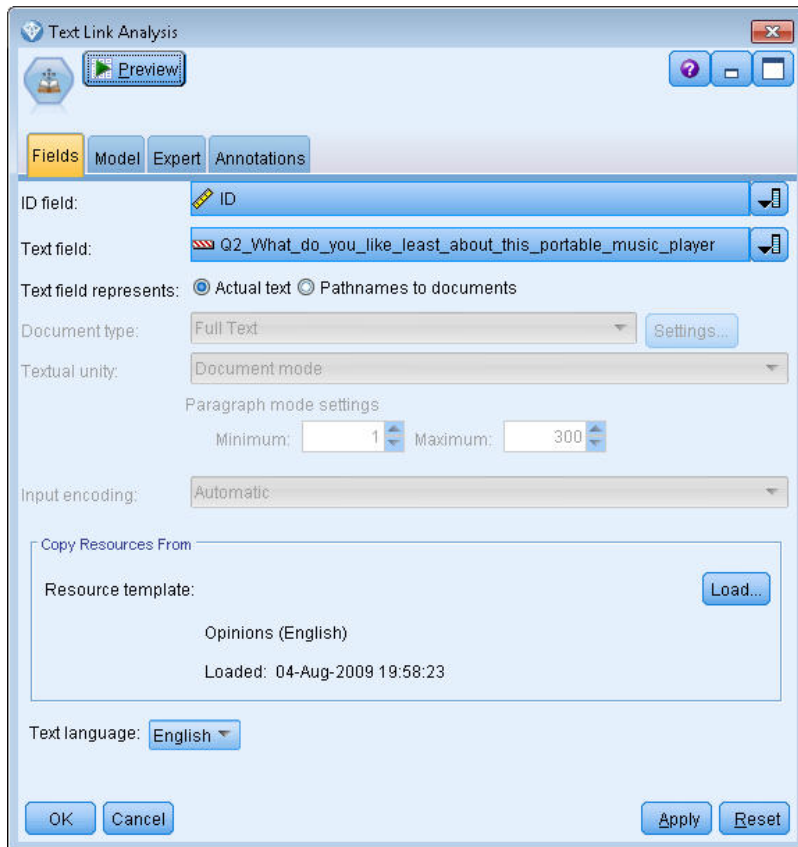 Text Link Analysis
Preview
Fields Model Expert Annotations
ID field: ID
Text field: Q2_What_do_you_like_least_about_this_portable_music_player
Text field represents: Actual text Pathnames to documents
Document type: Full Text Settings...
Textual unity: Document mode
Paragraph mode settings
Minimum: 1 Maximum: 300
Input encoding: Automatic
Copy Resources From
Resource template: Load...
Opinions (English)
Loaded: 04-Aug-2009 19:58:23
Text language: English
OK Cancel Apply Reset